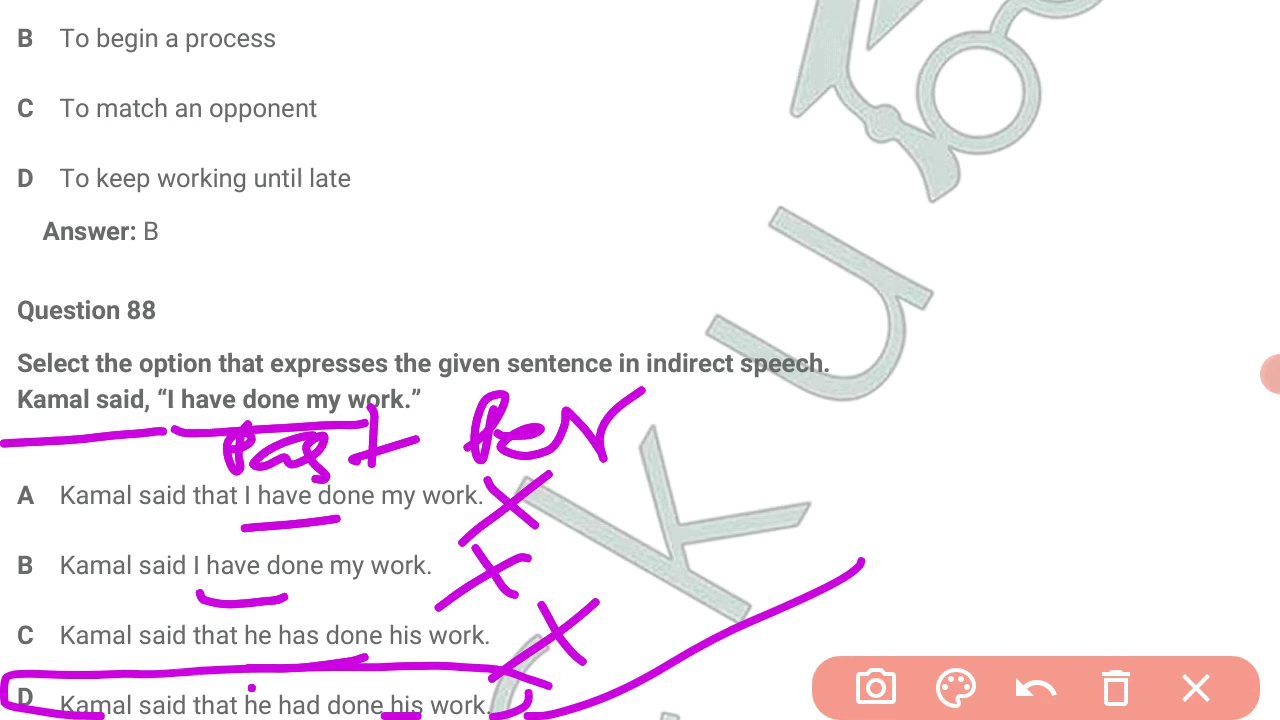 B To begin a process
C To match an opponent
D To keep working until late
Answer: B
Question 88
Select the option that expresses the given sentence in indirect speech.
Kamal said, “I have done my work.”
Past Per
A Kamal said that I have done my work.
B Kamal said I have done my work.
C Kamal said that he has done his work.
D Kamal said that he had done his work.